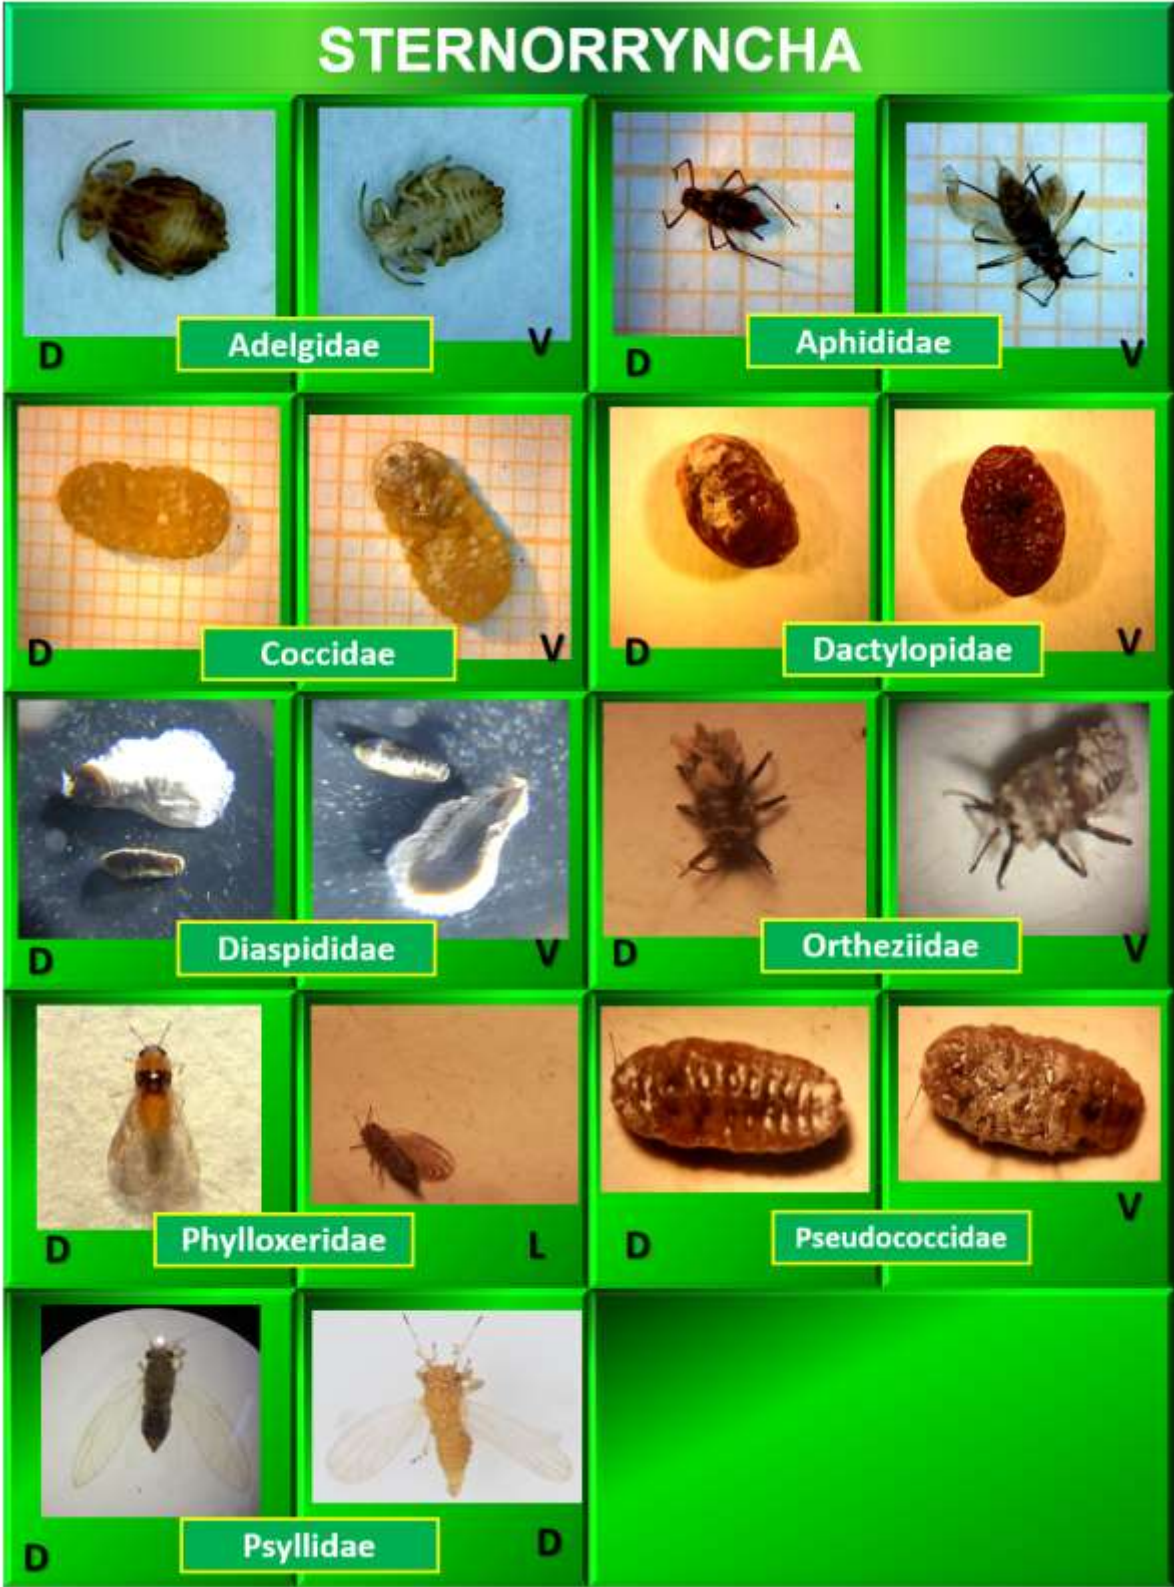 STERNORRYNCHA
D
Adelgidae
V
D
Aphididae
V
D
Coccidae
V
D
Dactylopidae
V
D
Diaspididae
V
D
Ortheziidae
V
D
Phylloxeridae
L
D
Pseudococcidae
V
D
Psyllidae
D